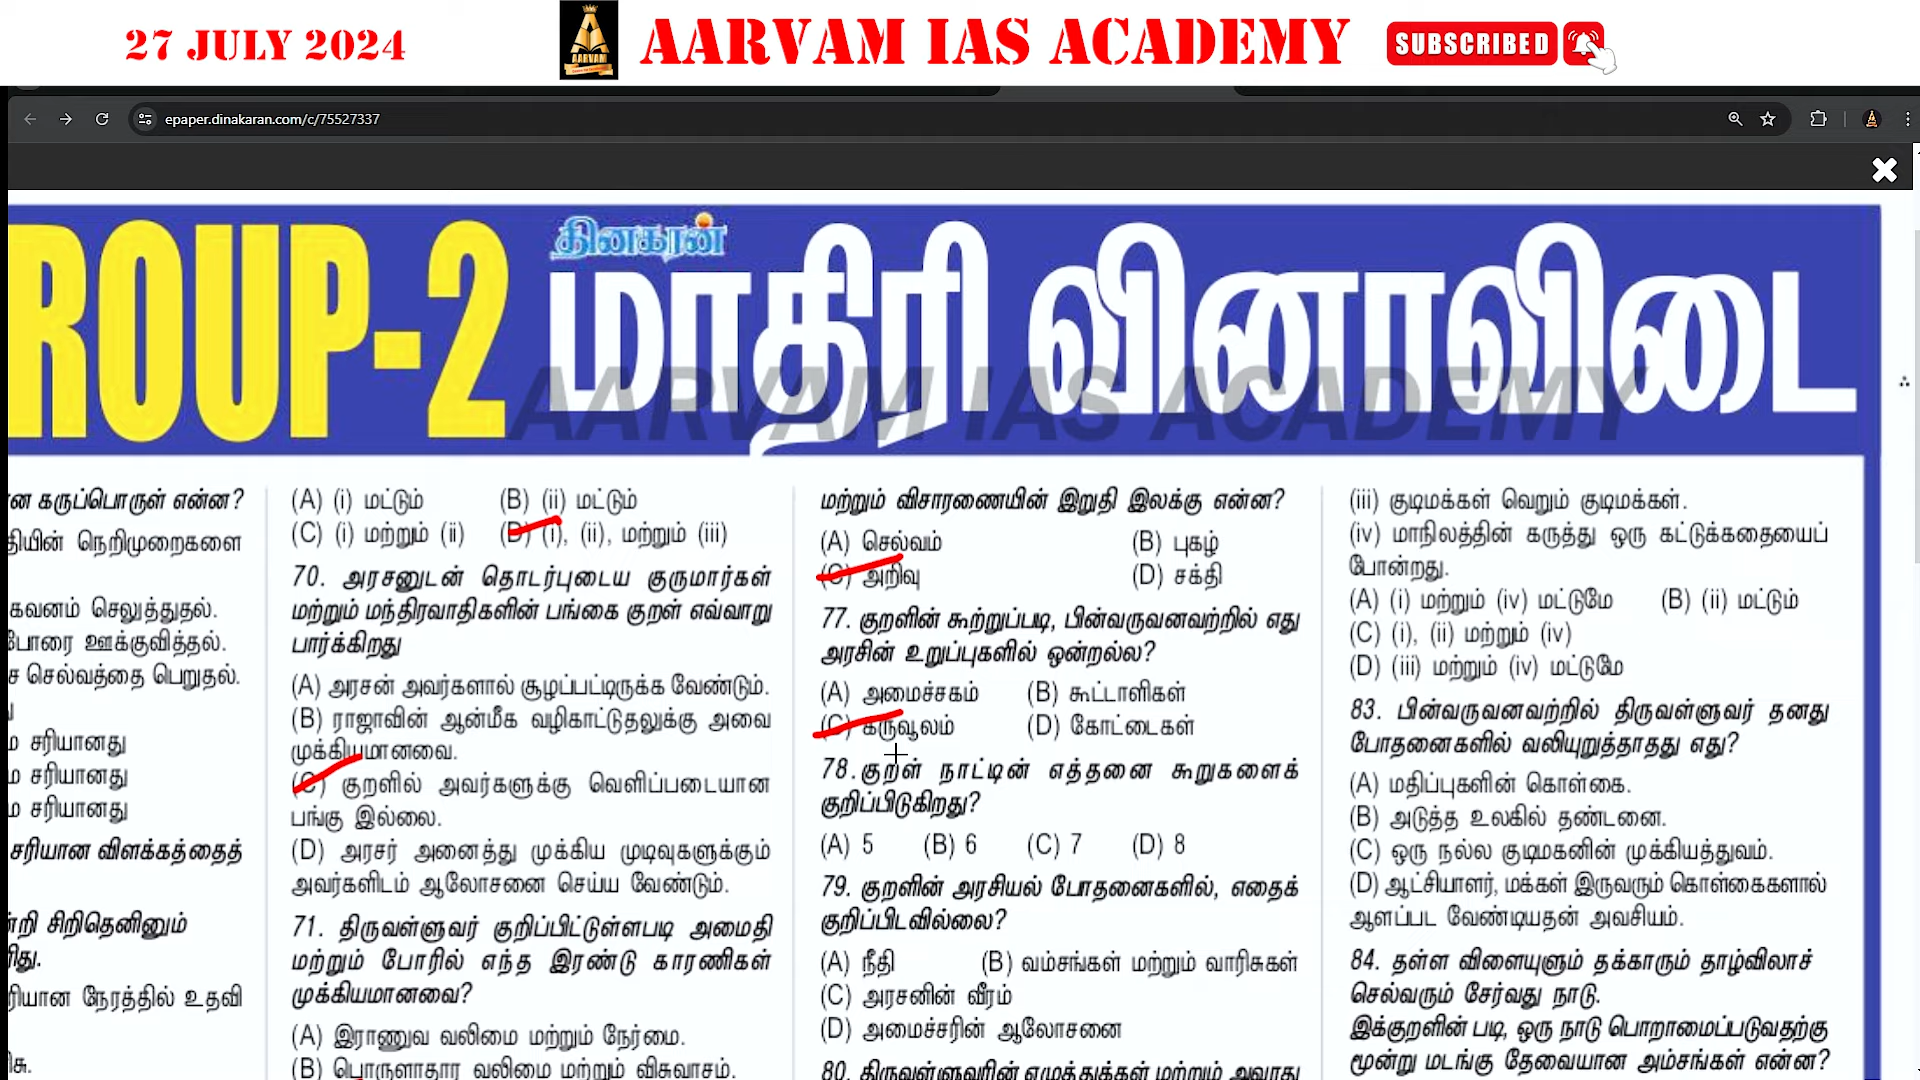 27 JULY 2024
AARVAM
AARVAM IAS ACADEMY
SUBSCRIBED
epaper.dinakaran.com/c/75527337
ROUP-2
தினகரன்
மாதிரி வினாவிடை
AARVAM IAS ACADEMY
ன கருப்பொருள் என்ன?
தியின் நெறிமுறைகளை
கவனம் செலுத்துதல்.
போரை ஊக்குவித்தல்.
ச செல்வத்தை பெறுதல்.
ம சரியானது
ம சரியானது
ம சரியானது
சரியான விளக்கத்தைத்
ன்றி சிறிதெனினும்
ரிது.
ரியான நேரத்தில் உதவி
சு.
(A) (i) மட்டும் (B) (ii) மட்டும்
(C) (i) மற்றும் (ii) (D) (i), (ii), மற்றும் (iii)
70. அரசனுடன் தொடர்புடைய குருமார்கள்
மற்றும் மந்திரவாதிகளின் பங்கை குறள் எவ்வாறு
பார்க்கிறது
(A) அரசன் அவர்களால் சூழப்பட்டிருக்க வேண்டும்.
(B) ராஜாவின் ஆன்மீக வழிகாட்டுதலுக்கு அவை
முக்கியமானவை.
(C) குறளில் அவர்களுக்கு வெளிப்படையான
பங்கு இல்லை.
(D) அரசர் அனைத்து முக்கிய முடிவுகளுக்கும்
அவர்களிடம் ஆலோசனை செய்ய வேண்டும்.
71. திருவள்ளுவர் குறிப்பிட்டுள்ளபடி அமைதி
மற்றும் போரில் எந்த இரண்டு காரணிகள்
முக்கியமானவை?
(A) இராணுவ வலிமை மற்றும் நேர்மை.
(B) பொருளாதார வலிமை மற்றும் விசுவாசம்.
மற்றும் விசாரணையின் இறுதி இலக்கு என்ன?
(A) செல்வம் (B) புகழ்
(C) அறிவு (D) சக்தி
77. குறளின் கூற்றுப்படி, பின்வருவனவற்றில் எது
அரசின் உறுப்புகளில் ஒன்றல்ல?
(A) அமைச்சகம் (B) கூட்டாளிகள்
(C) கருவூலம் (D) கோட்டைகள்
78. குறள் நாட்டின் எத்தனை கூறுகளைக்
குறிப்பிடுகிறது?
(A) 5 (B) 6 (C) 7 (D) 8
79. குறளின் அரசியல் போதனைகளில், எதைக்
குறிப்பிடவில்லை?
(A) நீதி (B) வம்சங்கள் மற்றும் வாரிசுகள்
(C) அரசனின் வீரம்
(D) அமைச்சரின் ஆலோசனை
80. திருவள்ளுவரின் எழுத்துக்கள் மற்றும் அவரது
(iii) குடிமக்கள் வெறும் குடிமக்கள்.
(iv) மாநிலத்தின் கருத்து ஒரு கட்டுக்கதையைப்
போன்றது.
(A) (i) மற்றும் (iv) மட்டுமே (B) (ii) மட்டும்
(C) (i), (ii) மற்றும் (iv)
(D) (iii) மற்றும் (iv) மட்டுமே
83. பின்வருவனவற்றில் திருவள்ளுவர் தனது
போதனைகளில் வலியுறுத்தாதது எது?
(A) மதிப்புகளின் கொள்கை.
(B) அடுத்த உலகில் தண்டனை.
(C) ஒரு நல்ல குடிமகனின் முக்கியத்துவம்.
(D) ஆட்சியாளர், மக்கள் இருவரும் கொள்கைகளால்
ஆளப்பட வேண்டியதன் அவசியம்.
84. தள்ள விளையுளும் தக்காரும் தாழ்விலாச்
செல்வரும் சேர்வது நாடு.
இக்குறளின் படி, ஒரு நாடு பொறாமைப்படுவதற்கு
மூன்று மடங்கு தேவையான அம்சங்கள் என்ன?